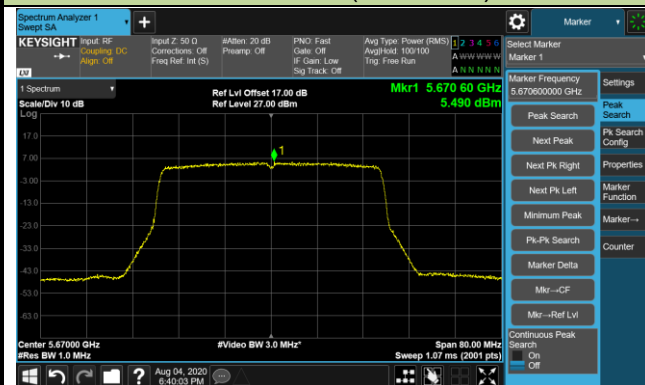 Spectrum Analyzer 1
Swept SA
Marker
KEYSIGHT
Input: RF
Coupling: DC
Align: Off
Input Z: 50 Ω
Corrections: Off
Freq Ref: Int (S)
#Atten: 20 dB
Preamp: Off
PNO: Fast
Gate: Off
IF Gain: Low
Sig Track: Off
Avg Type: Power (RMS)
Avg|Hold: 100/100
Trig: Free Run
1 2 3 4 5 6
A W W W W W
A N N N N N
LXI
1 Spectrum
Scale/Div 10 dB
Log
Ref Lvl Offset 17.00 dB
Ref Level 27.00 dBm
Mkr1 5.670 60 GHz
5.490 dBm
17.0
7.00
-3.00
-13.0
-23.0
-33.0
-43.0
-53.0
-63.0
1
Center 5.67000 GHz
#Res BW 1.0 MHz
#Video BW 3.0 MHz*
Span 80.00 MHz
Sweep 1.07 ms (2001 pts)
Aug 04, 2020
6:40:03 PM
Select Marker
Marker 1
Marker Frequency
5.670600000 GHz
Peak Search
Next Peak
Next Pk Right
Next Pk Left
Minimum Peak
Pk-Pk Search
Marker Delta
Mkr→CF
Mkr→Ref Lvl
Continuous Peak
Search
On
Off
Settings
Peak
Search
Pk Search
Config
Properties
Marker
Function
Marker→
Counter